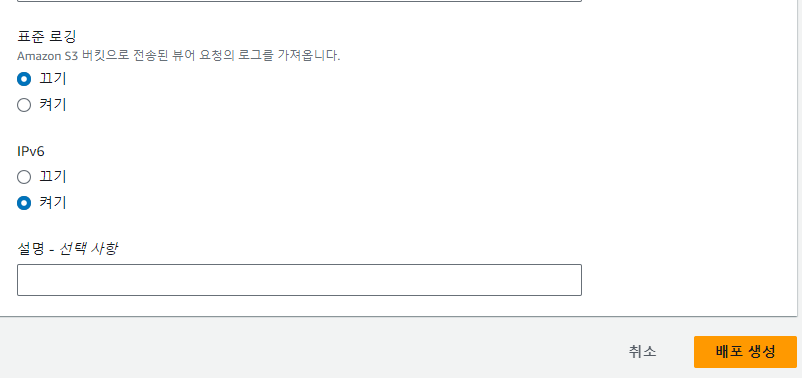 표준 로깅
Amazon S3 버킷으로 전송된 뷰어 요청의 로그를 가져옵니다.
끄기
켜기
IPv6
끄기
켜기
설명 - 선택 사항
취소
배포 생성